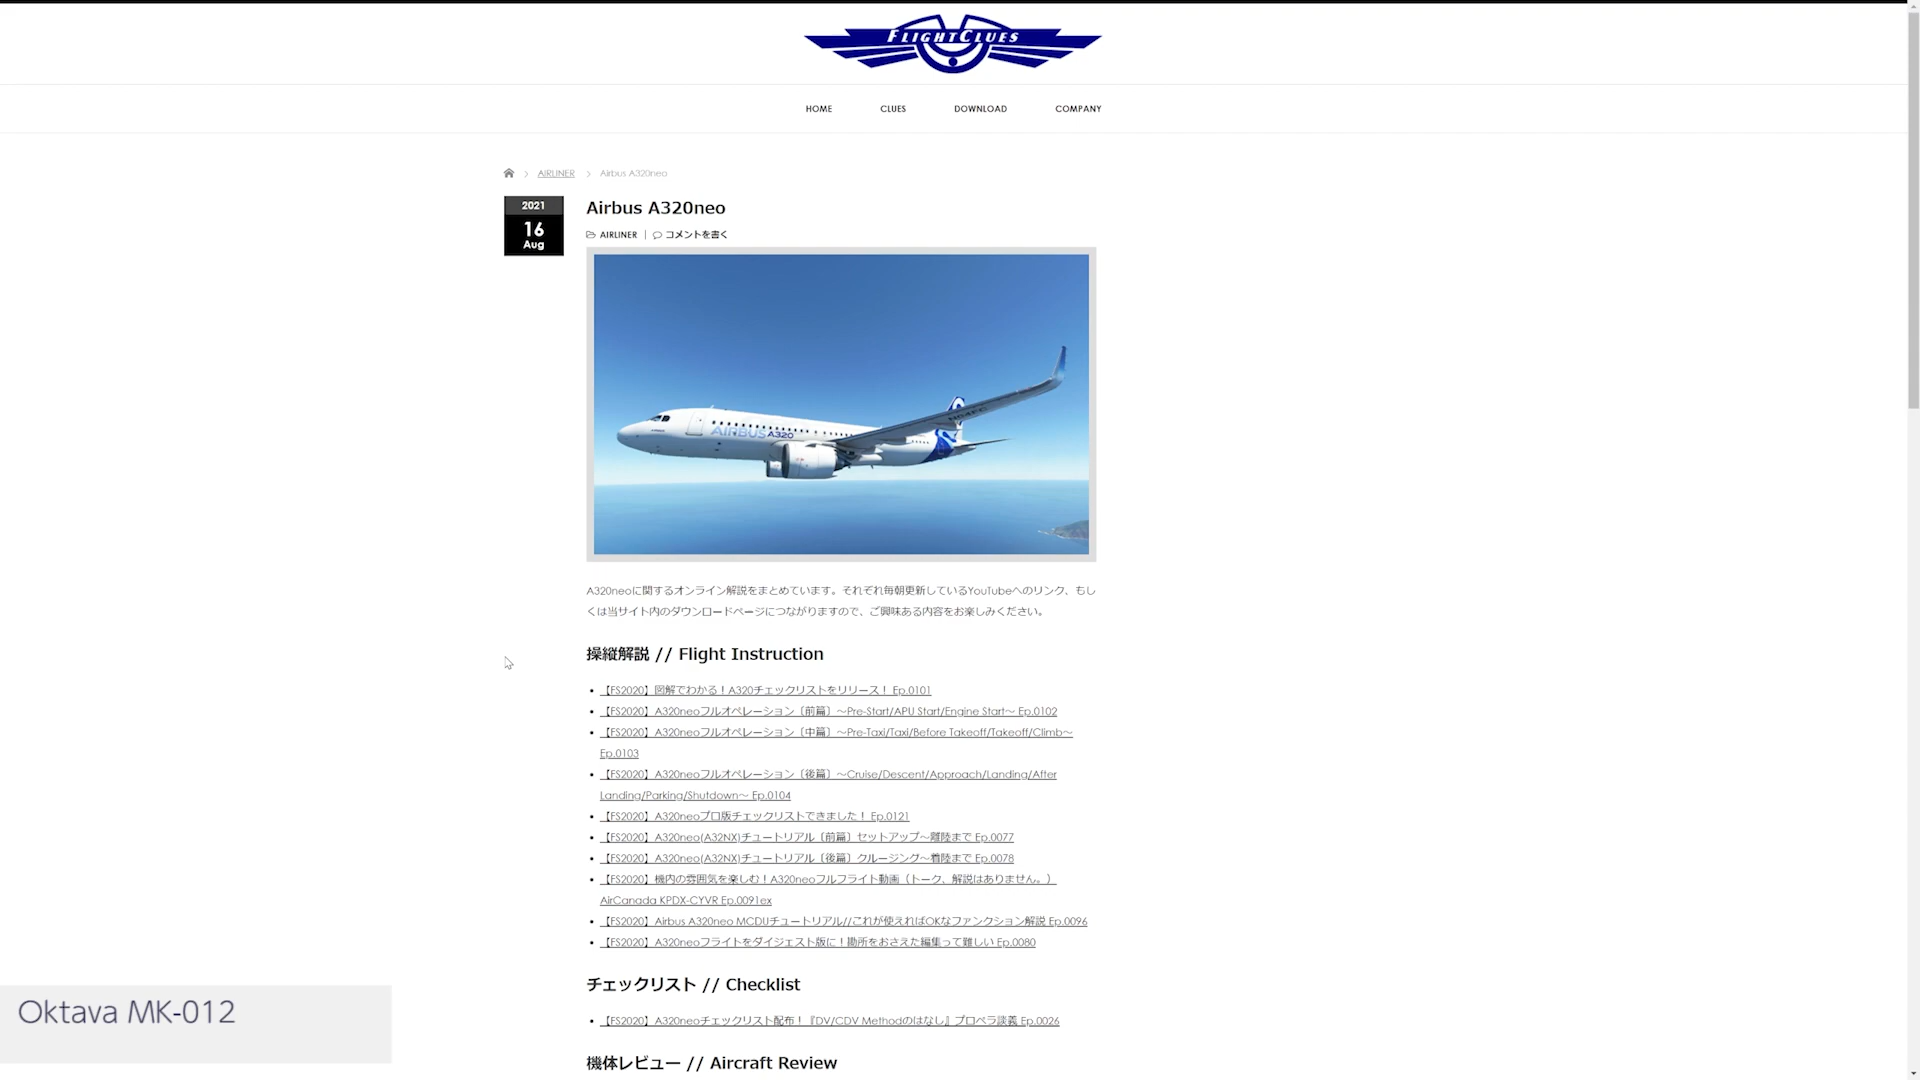 FLIGHTCLUES
HOME CLUES DOWNLOAD COMPANY
AIRLINER Airbus A320neo
2021
16
Aug
Airbus A320neo
AIRLINER | コメントを書く
AIRBUS A320
A320neoに関するオンライン解説をまとめています。それぞれ毎朝更新しているYouTubeへのリンク、もし
くは当サイト内のダウンロードページにつながりますので、ご興味ある内容をお楽しみください。
操縦解説 // Flight Instruction
【FS2020】図解でわかる！A320チェックリストをリリース！ Ep.0101
【FS2020】A320neoフルオペレーション〔前篇〕～Pre-Start/APU Start/Engine Start～ Ep.0102
【FS2020】A320neoフルオペレーション〔中篇〕～Pre-Taxi/Taxi/Before Takeoff/Takeoff/Climb～
Ep.0103
【FS2020】A320neoフルオペレーション〔後篇〕～Cruise/Descent/Approach/Landing/After
Landing/Parking/Shutdown～ Ep.0104
【FS2020】A320neoプロ版チェックリストできました！ Ep.0121
【FS2020】A320neo(A32NX)チュートリアル〔前篇〕セットアップ～離陸まで Ep.0077
【FS2020】A320neo(A32NX)チュートリアル〔後篇〕クルージング～着陸まで Ep.0078
【FS2020】機内の雰囲気を楽しむ！A320neoフルフライト動画（トーク、解説はありません。）
AirCanada KPDX-CYVR Ep.0091ex
【FS2020】Airbus A320neo MCDUチュートリアル//これが使えればOKなファンクション解説 Ep.0096
【FS2020】A320neoフライトをダイジェスト版に！勘所をおさえた編集って難しい Ep.0080
チェックリスト // Checklist
【FS2020】A320neoチェックリスト配布！『DV/CDV Methodのはなし』プロペラ談義 Ep.0026
機体レビュー // Aircraft Review
Oktava MK-012